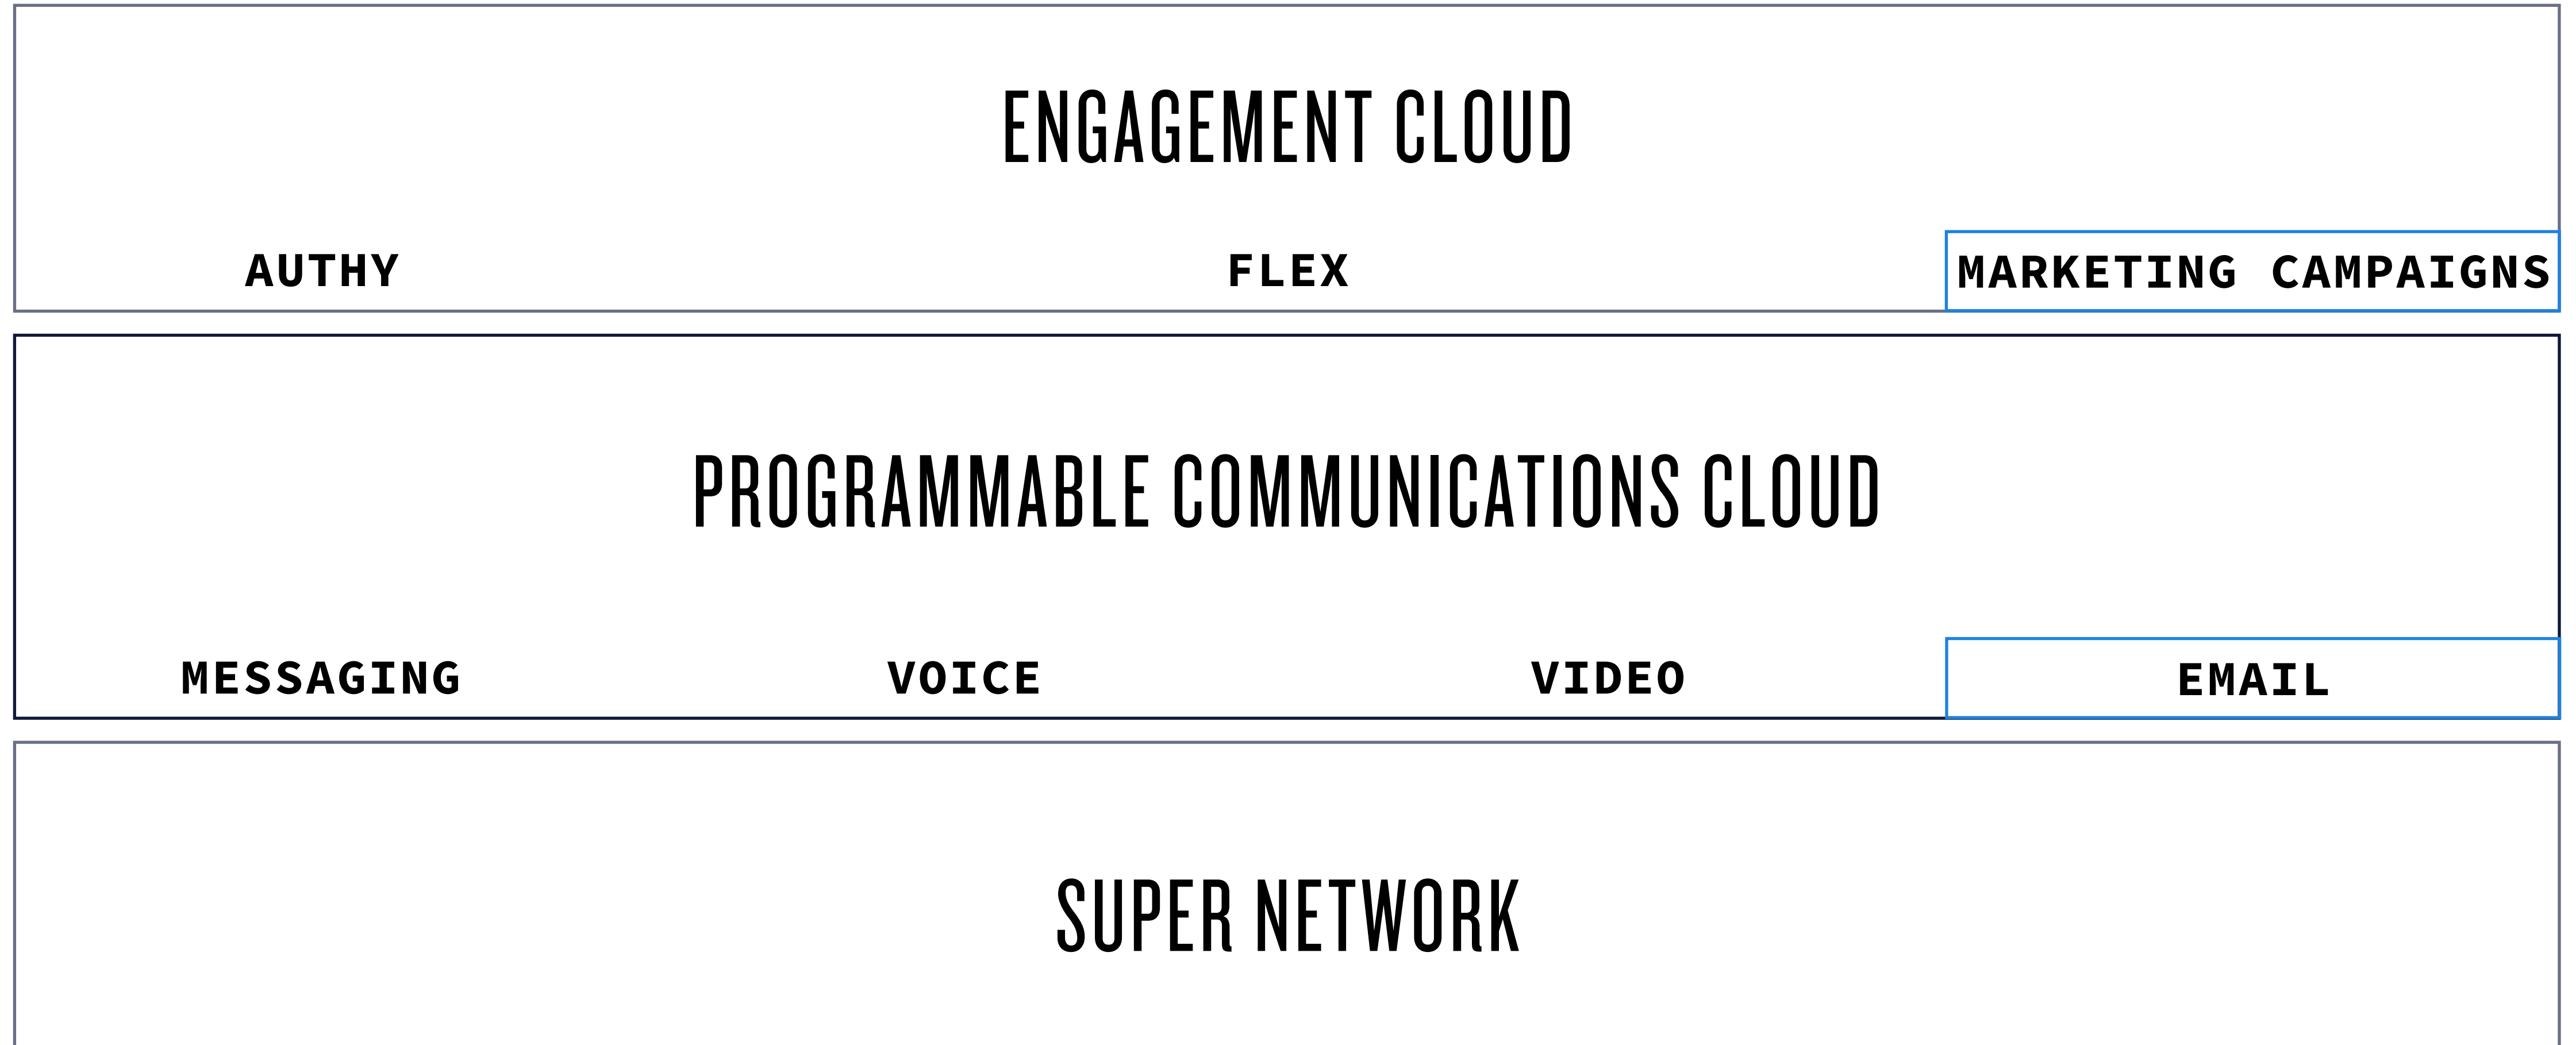 ENGAGEMENT CLOUD
AUTHY FLEX MARKETING CAMPAIGNS
PROGRAMMABLE COMMUNICATIONS CLOUD
MESSAGING VOICE VIDEO EMAIL
SUPER NETWORK